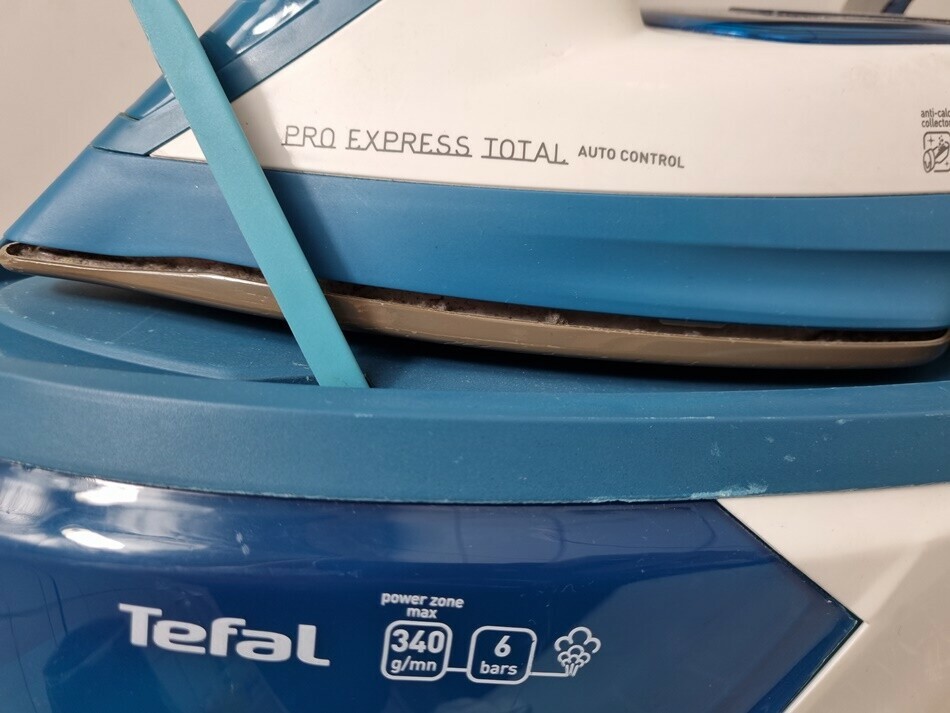 PRO EXPRESS TOTAL AUTO CONTROL
Tefal
power zone
max
340
g/mn
6
bars